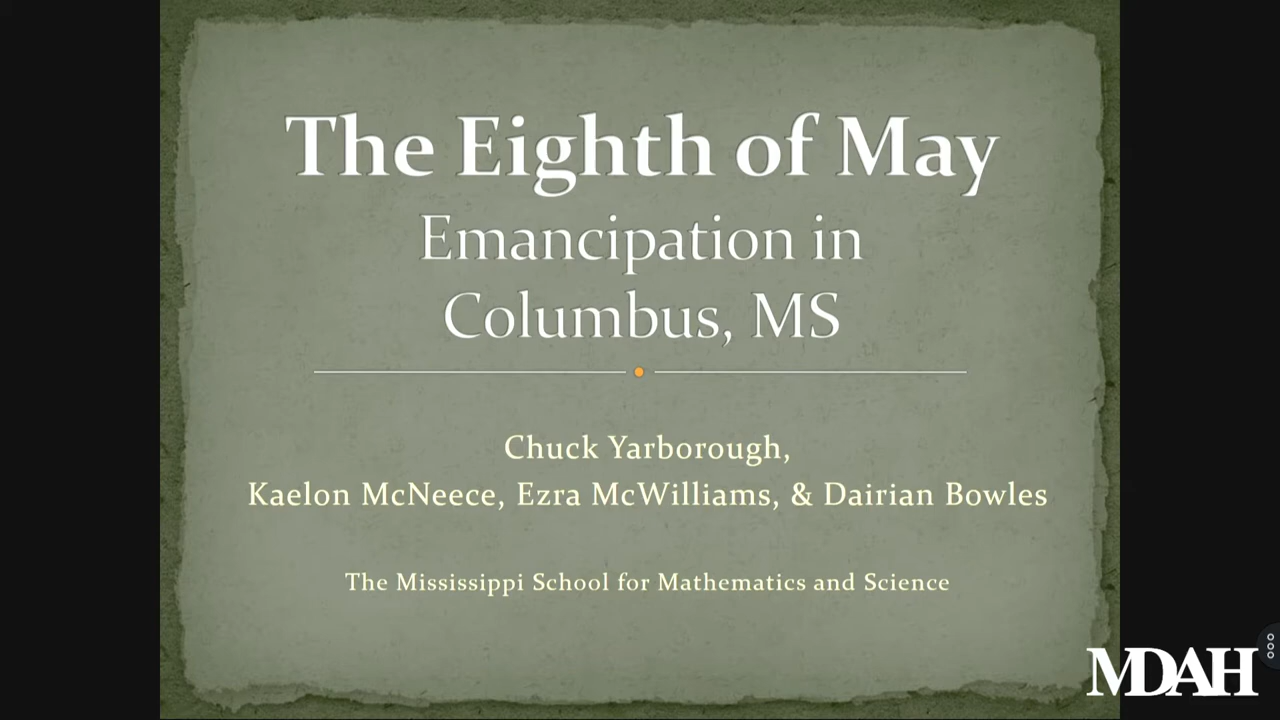 The Eighth of May
Emancipation in
Columbus, MS
Chuck Yarborough,
Kaelon McNeece, Ezra McWilliams, & Dairian Bowles
The Mississippi School for Mathematics and Science
MDAH